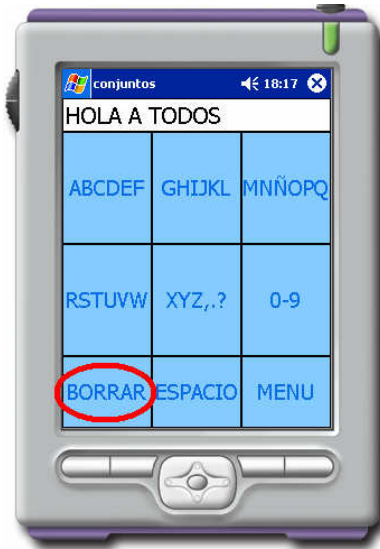 conjuntos 18:17
HOLA A TODOS
ABCDEF GHIJKL MNÑOPQ
RSTUVW XYZ,.? 0-9
BORRAR ESPACIO MENU